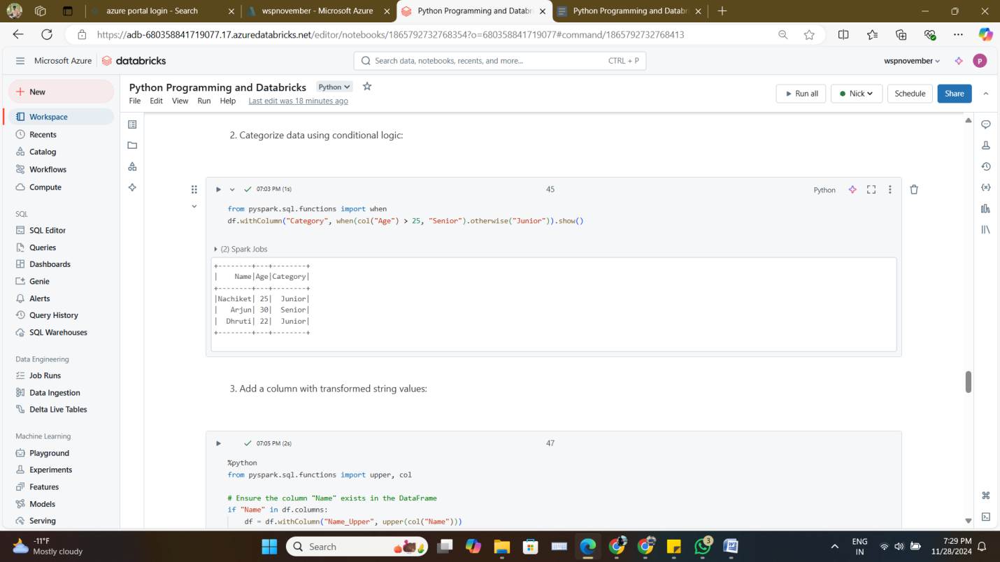 azure portal login - Search
wspnovember - Microsoft Azure
Python Programming and Databr
Python Programming and Databr
https://adb-680358841719077.17.azuredatabricks.net/editor/notebooks/1865792732768354?o=680358841719077#command/1865792732768413
Microsoft Azure
databricks
Search data, notebooks, recents, and more...
CTRL + P
wspnovember
P
New
Workspace
Recents
Catalog
Workflows
Compute
SQL
SQL Editor
Queries
Dashboards
Genie
Alerts
Query History
SQL Warehouses
Data Engineering
Job Runs
Data Ingestion
Delta Live Tables
Machine Learning
Playground
Experiments
Features
Models
Serving
Python Programming and Databricks
Python
File Edit View Run Help Last edit was 18 minutes ago
Run all
Nick
Schedule
Share
2. Categorize data using conditional logic:
07:03 PM (1s)
45
Python
from pyspark.sql.functions import when
df.withColumn("Category", when(col("Age") > 25, "Senior").otherwise("Junior")).show()
(2) Spark Jobs
+--------+---+--------+
|    Name|Age|Category|
+--------+---+--------+
|Nachiket| 25|  Junior|
|   Arjun| 30|  Senior|
|  Dhruti| 22|  Junior|
+--------+---+--------+
3. Add a column with transformed string values:
07:05 PM (2s)
47
%python
from pyspark.sql.functions import upper, col
# Ensure the column "Name" exists in the DataFrame
if "Name" in df.columns:
    df = df.withColumn("Name_Upper", upper(col("Name")))
-11°F
Mostly cloudy
Search
3
ENG
IN
7:29 PM
11/28/2024